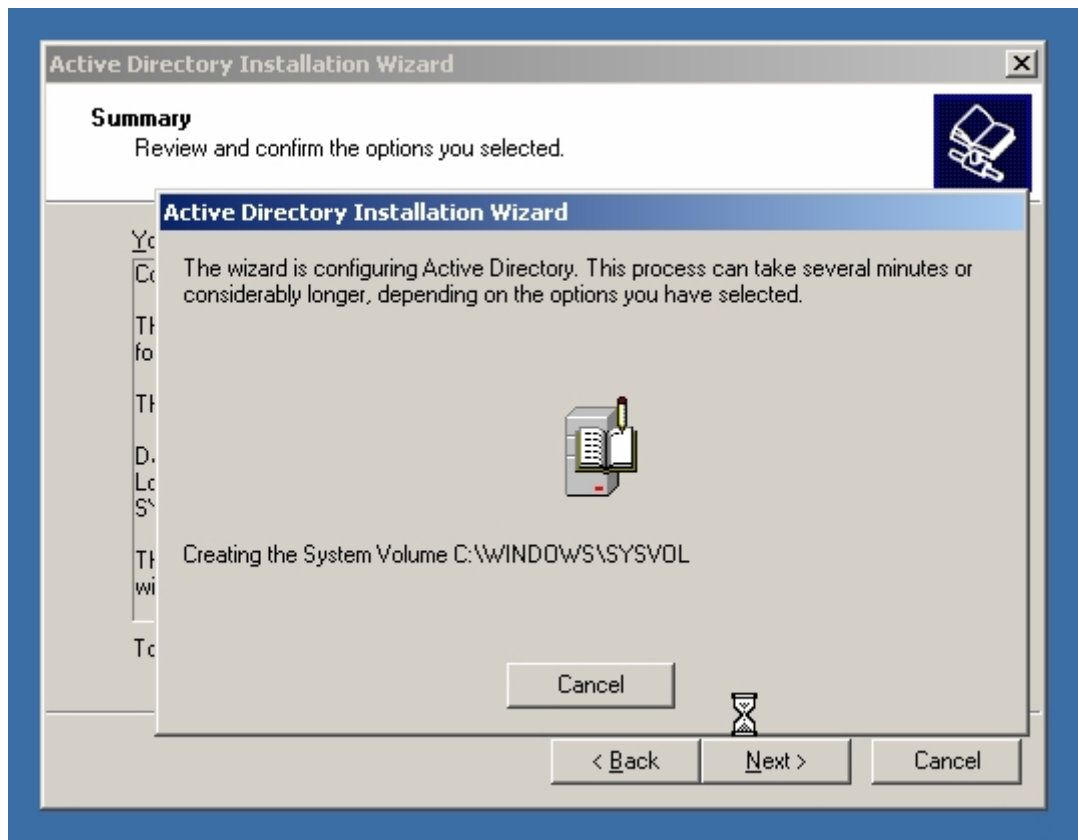 Active Directory Installation Wizard
Summary
Review and confirm the options you selected.
Active Directory Installation Wizard
The wizard is configuring Active Directory. This process can take several minutes or
considerably longer, depending on the options you have selected.
Creating the System Volume C:\WINDOWS\SYSVOL
Cancel
< Back
Next >
Cancel